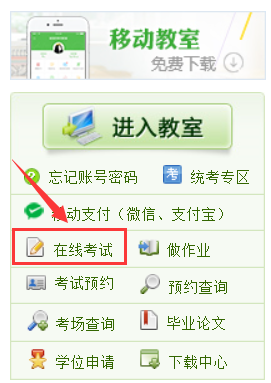 移动教室
免费下载
进入教室
忘记账号密码 统考专区
移动支付（微信、支付宝）
在线考试 做作业
考试预约 预约查询
考场查询 毕业论文
学位申请 下载中心